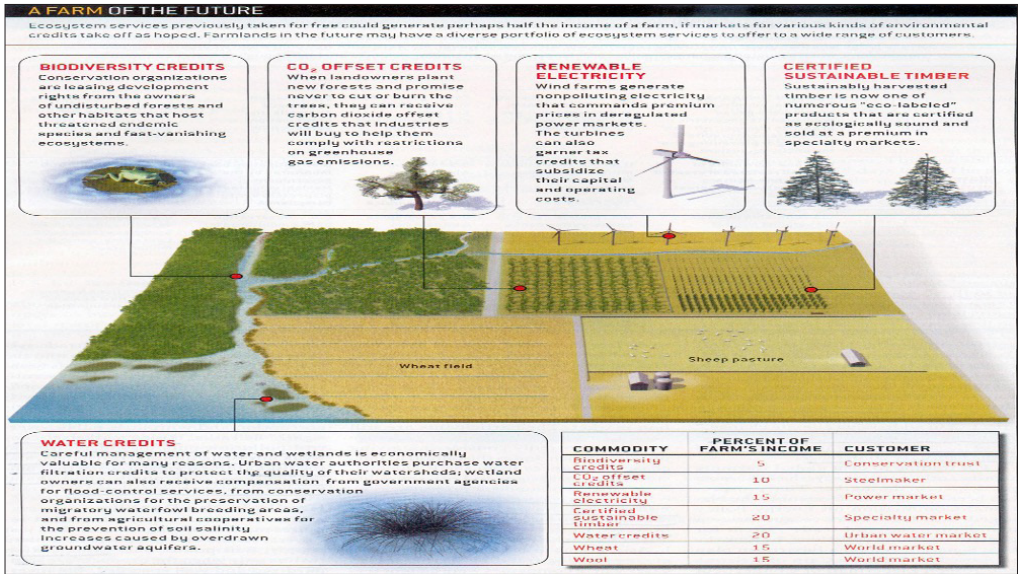 A FARM OF THE FUTURE
Ecosystem services previously taken for free could generate perhaps half the income of a farm, if markets for various kinds of environmental
credits take off as hoped. Farmlands in the future may have a diverse portfolio of ecosystem services to offer to a wide range of customers.
BIODIVERSITY CREDITS
Conservation organizations
are leasing development
rights from the owners
of undisturbed forests and
other habitats that host
threatened endemic
species and fast-vanishing
ecosystems.
CO₂ OFFSET CREDITS
When landowners plant
new forests and promise
never to cut or burn the
trees, they can receive
carbon dioxide offset
credits that industries
will buy to help them
comply with restrictions
on greenhouse
gas emissions.
RENEWABLE
ELECTRICITY
Wind farms generate
nonpolluting electricity
that commands premium
prices in deregulated
power markets.
The turbines
can also
garner tax
credits that
subsidize
their capital
and operating
costs.
CERTIFIED
SUSTAINABLE TIMBER
Sustainably harvested
timber is now one of
numerous "eco-labeled"
products that are certified
as ecologically sound and
sold at a premium in
specialty markets.
Wheat field
Sheep pasture
WATER CREDITS
Careful management of water and wetlands is economically
valuable for many reasons. Urban water authorities purchase water
filtration credits to protect the quality of their watersheds; wetland
owners can also receive compensation from government agencies
for flood-control services, from conservation
organizations for the preservation of
migratory waterfowl breeding areas,
and from agricultural cooperatives for
the prevention of soil salinity
increases caused by overdrawn
groundwater aquifers.
COMMODITY PERCENT OF FARM'S INCOME CUSTOMER
Biodiversity credits 5 Conservation trust
CO₂ offset credits 10 Steelmaker
Renewable electricity 15 Power market
Certified sustainable timber 20 Specialty market
Water credits 20 Urban water market
Wheat 15 World market
Wool 15 World market